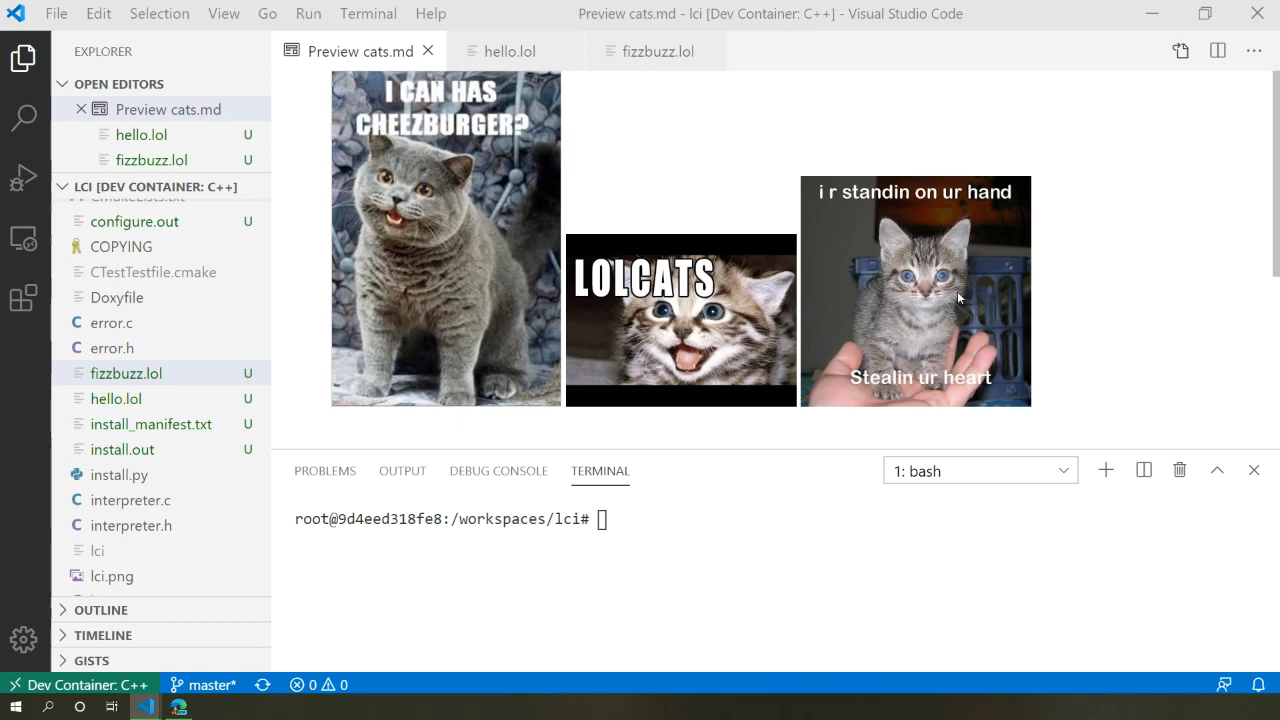 File Edit Selection View Go Run Terminal Help
Preview cats.md - lci [Dev Container: C++] - Visual Studio Code
EXPLORER
OPEN EDITORS
Preview cats.md
hello.lol U
fizzbuzz.lol U
LCI [DEV CONTAINER: C++]
CMakeLists.txt
configure.out U
COPYING
CTestTestfile.cmake
Doxyfile
C error.c
C error.h
fizzbuzz.lol U
hello.lol U
install_manifest.txt U
install.out U
install.py
C interpreter.c
C interpreter.h
lci
lci.png
OUTLINE
TIMELINE
GISTS
Preview cats.md hello.lol fizzbuzz.lol
I CAN HAS
CHEEZBURGER?
LOLCATS
i r standin on ur hand
Stealin ur heart
PROBLEMS OUTPUT DEBUG CONSOLE TERMINAL
1: bash
root@9d4eed318fe8:/workspaces/lci#
Dev Container: C++ master* 0 0